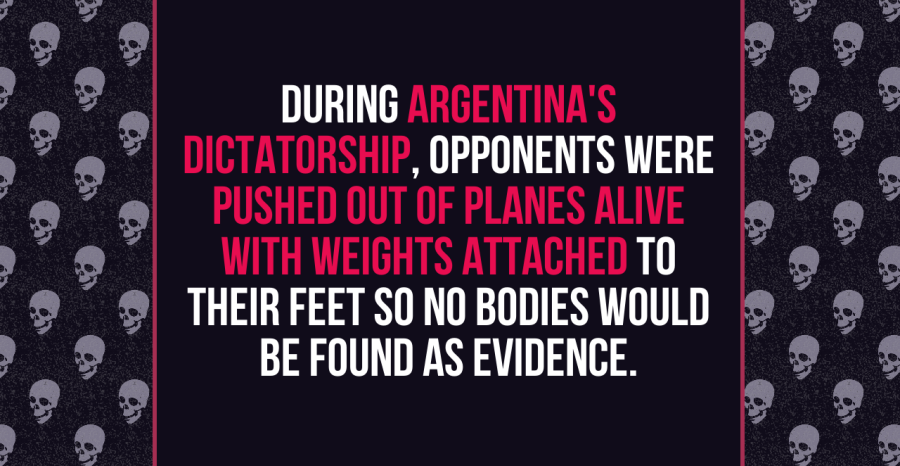 DURING ARGENTINA'S
DICTATORSHIP, OPPONENTS WERE
PUSHED OUT OF PLANES ALIVE
WITH WEIGHTS ATTACHED TO
THEIR FEET SO NO BODIES WOULD
BE FOUND AS EVIDENCE.